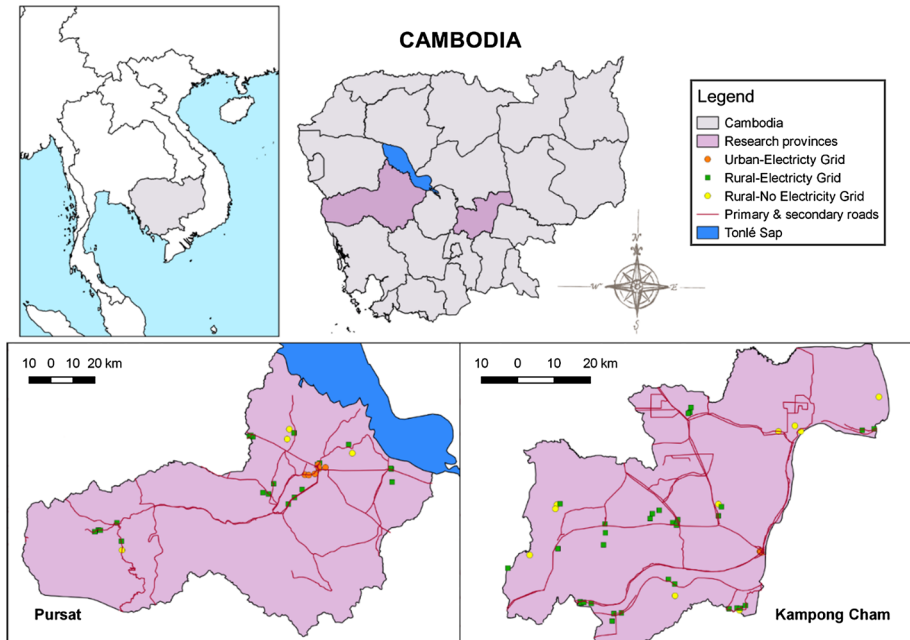 CAMBODIA
Legend
Cambodia
Research provinces
Urban-Electricty Grid
Rural-Electricty Grid
Rural-No Electricity Grid
Primary & secondary roads
Tonlé Sap
N
W
E
S
10 0 10 20 km
Pursat
10 0 10 20 km
Kampong Cham